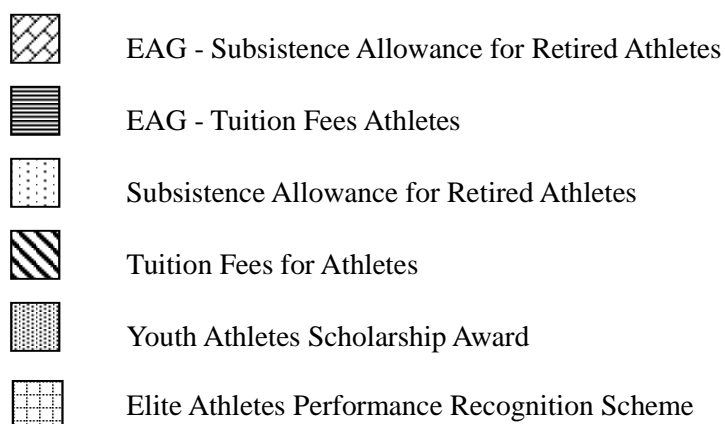 EAG - Subsistence Allowance for Retired Athletes
EAG - Tuition Fees Athletes
Subsistence Allowance for Retired Athletes
Tuition Fees for Athletes
Youth Athletes Scholarship Award
Elite Athletes Performance Recognition Scheme